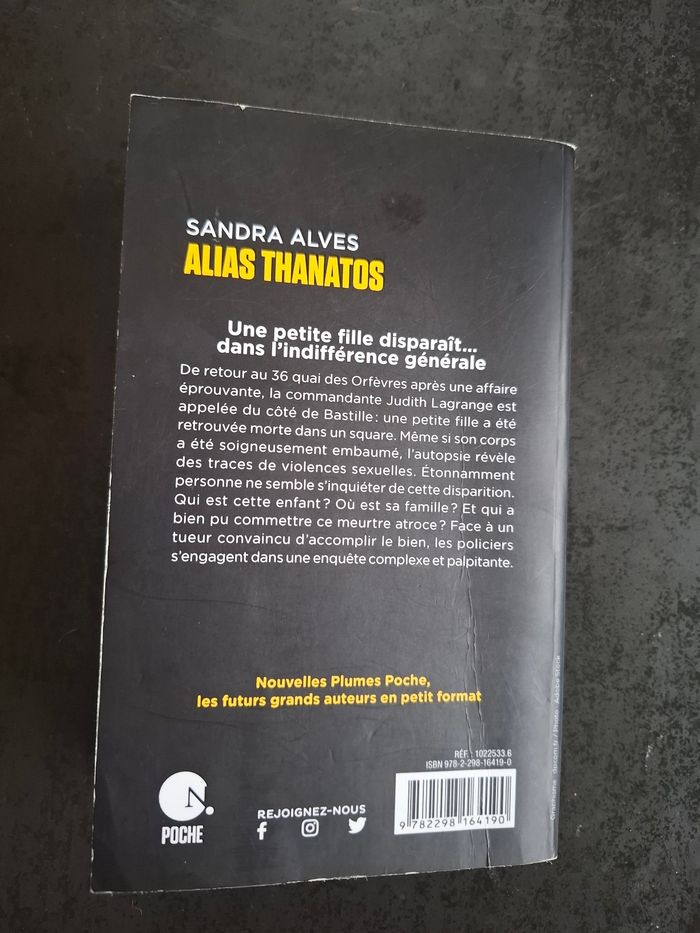 SANDRA ALVES
ALIAS THANATOS
Une petite fille disparaît...
dans l'indifférence générale
De retour au 36 quai des Orfèvres après une affaire
éprouvante, la commandante Judith Lagrange est
appelée du côté de Bastille : une petite fille a été
retrouvée morte dans un square. Même si son corps
a été soigneusement embaumé, l'autopsie révèle
des traces de violences sexuelles. Étonnamment
personne ne semble s'inquiéter de cette disparition.
Qui est cette enfant ? Où est sa famille ? Et qui a
bien pu commettre ce meurtre atroce ? Face à un
tueur convaincu d'accomplir le bien, les policiers
s'engagent dans une enquête complexe et palpitante.
Nouvelles Plumes Poche,
les futurs grands auteurs en petit format
RÉF. : 1022533.6
ISBN 978-2-298-16419-0
N.
POCHE
REJOIGNEZ-NOUS
9 782298 164190
/ Photo : Adobe Stock